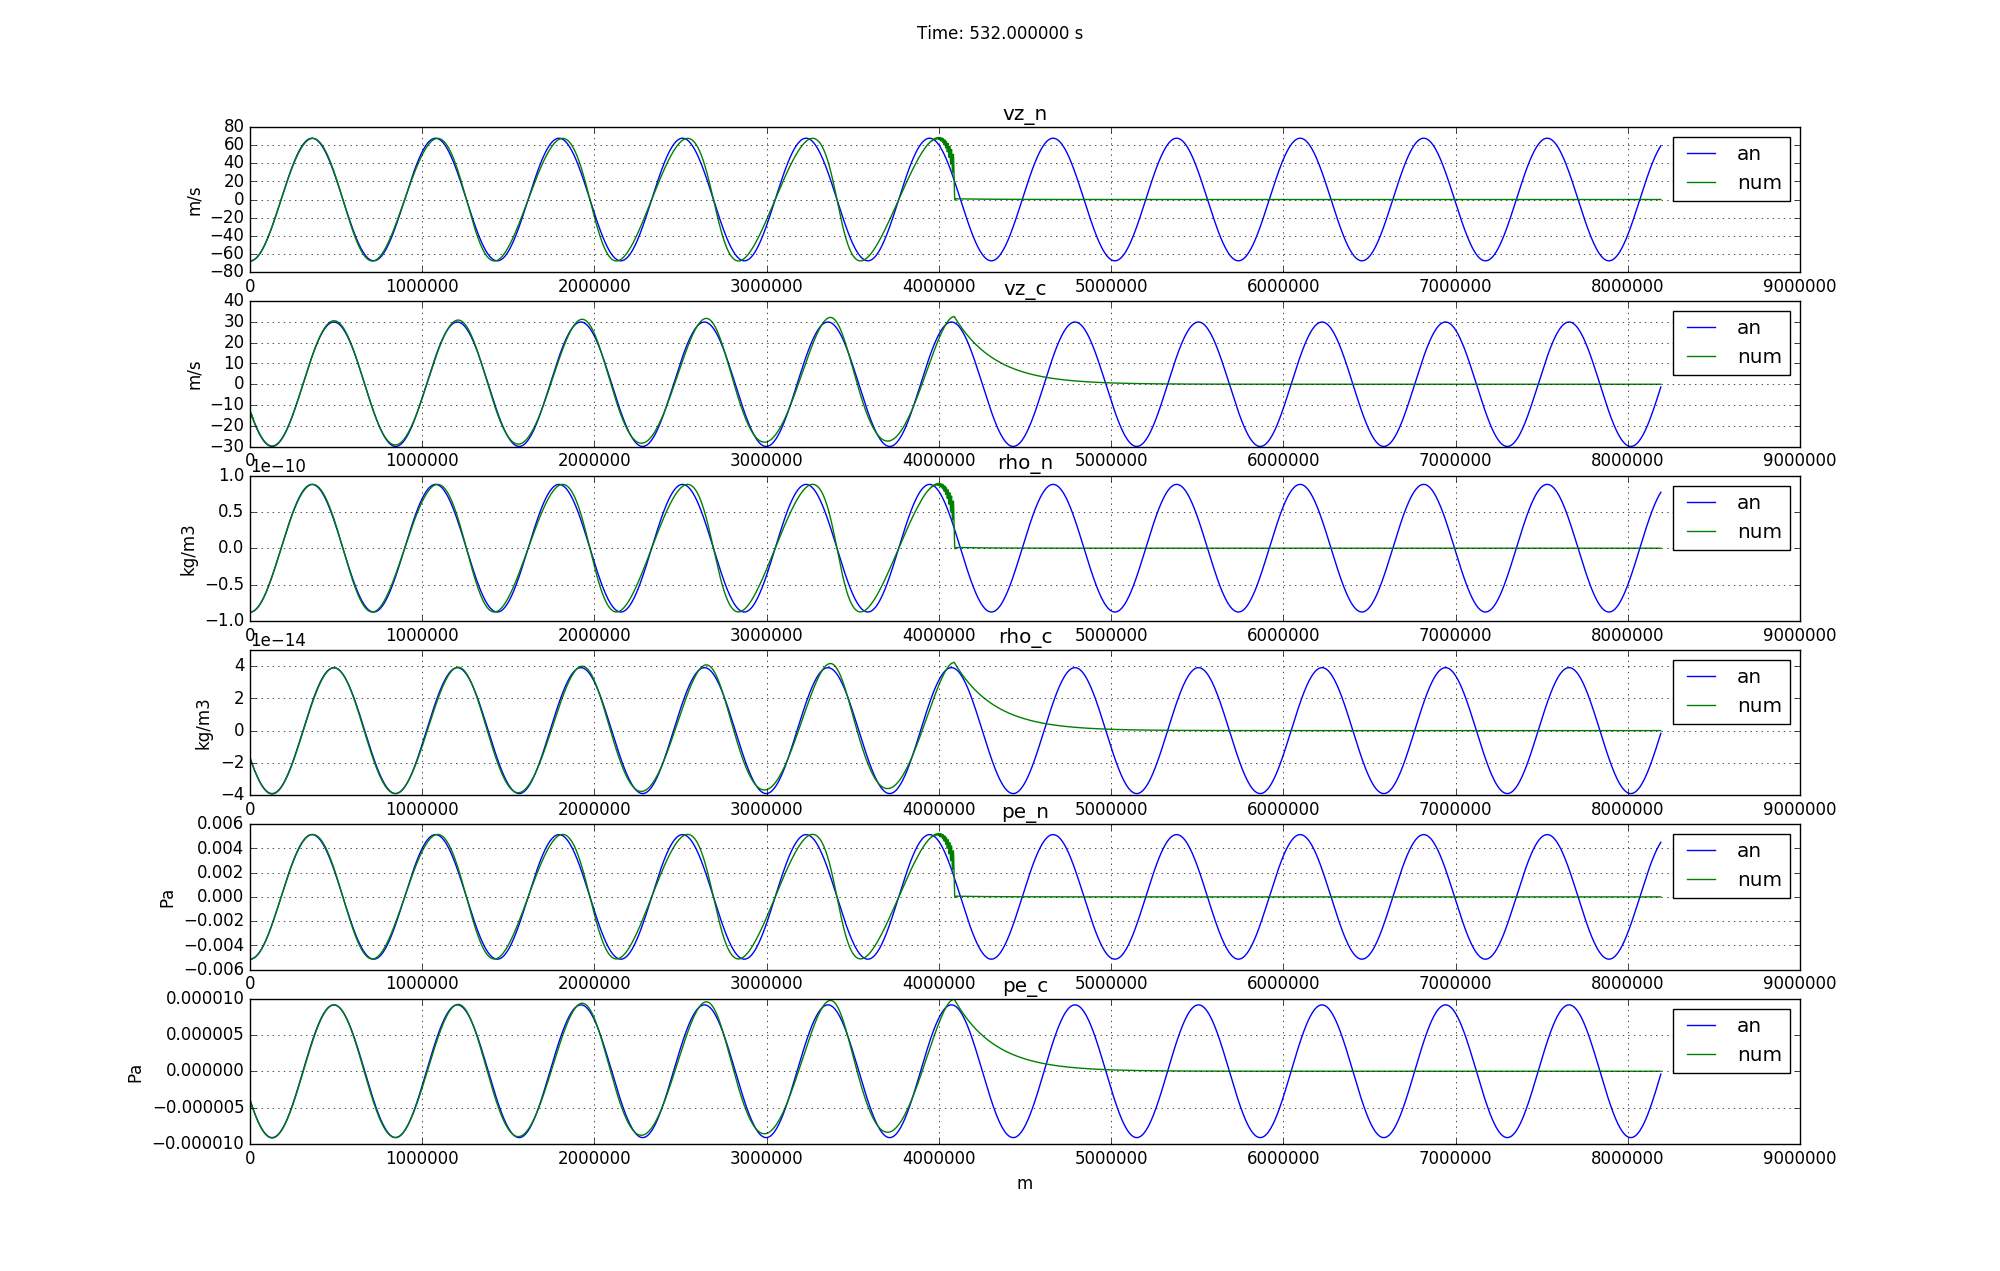 Time: 532.000000 s
vz_n
80
60
40
20
0
−20
−40
−60
−80
m/s
an
num
0 1000000 2000000 3000000 4000000 5000000 6000000 7000000 8000000 9000000
vz_c
40
30
20
10
0
−10
−20
−30
m/s
an
num
0 1000000 2000000 3000000 4000000 5000000 6000000 7000000 8000000 9000000
1e−10
rho_n
1.0
0.5
0.0
−0.5
−1.0
kg/m3
an
num
0 1000000 2000000 3000000 4000000 5000000 6000000 7000000 8000000 9000000
1e−14
rho_c
4
2
0
−2
−4
kg/m3
an
num
0 1000000 2000000 3000000 4000000 5000000 6000000 7000000 8000000 9000000
pe_n
0.006
0.004
0.002
0.000
−0.002
−0.004
−0.006
Pa
an
num
0 1000000 2000000 3000000 4000000 5000000 6000000 7000000 8000000 9000000
pe_c
0.000010
0.000005
0.000000
−0.000005
−0.000010
Pa
an
num
0 1000000 2000000 3000000 4000000 5000000 6000000 7000000 8000000 9000000
m